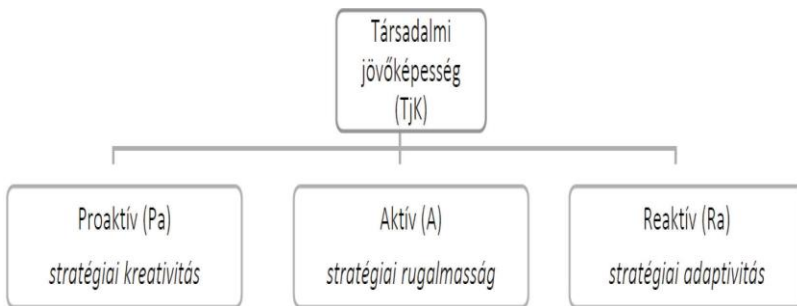 Társadalmi
jövőképesség
(TjK)
Proaktív (Pa)
stratégiai kreativitás
Aktív (A)
stratégiai rugalmasság
Reaktív (Ra)
stratégiai adaptivitás